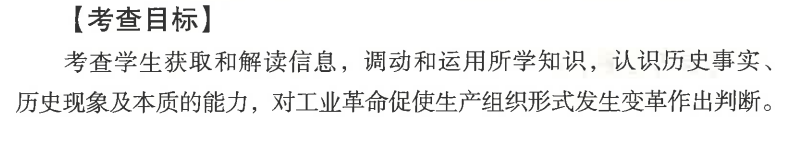 【考查目标】
考查学生获取和解读信息，调动和运用所学知识，认识历史事实、
历史现象及本质的能力，对工业革命促使生产组织形式发生变革作出判断。